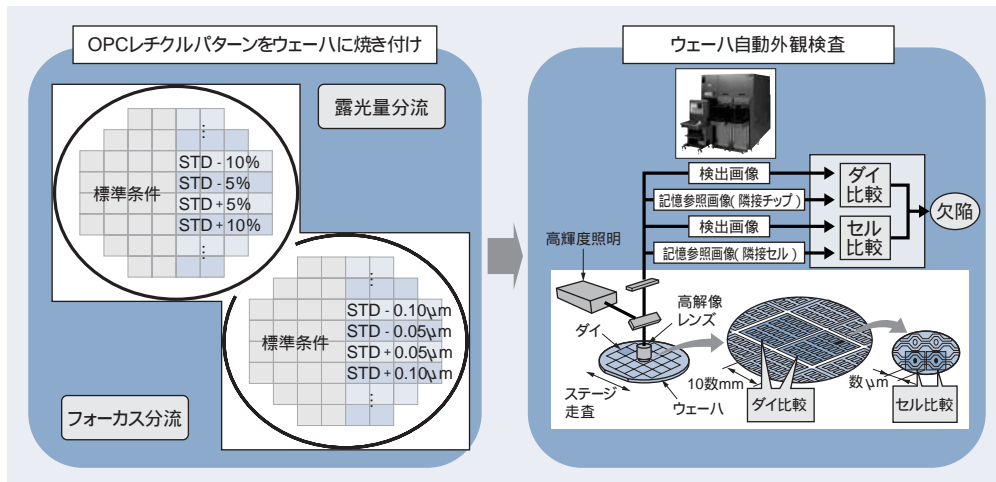 OPCレチクルパターンをウェーハに焼き付け
露光量分流
⋮
STD - 10%
STD - 5%
標準条件
STD + 5%
STD + 10%
⋮
⋮
STD - 0.10μm
STD - 0.05μm
標準条件
STD + 0.05μm
STD + 0.10μm
⋮
フォーカス分流
ウェーハ自動外観検査
検出画像
記憶参照画像(隣接チップ)
検出画像
記憶参照画像(隣接セル)
ダイ
比較
セル
比較
欠陥
高輝度照明
高解像
レンズ
ダイ
ステージ
走査
ウェーハ
10数mm
ダイ比較
数μm
セル比較